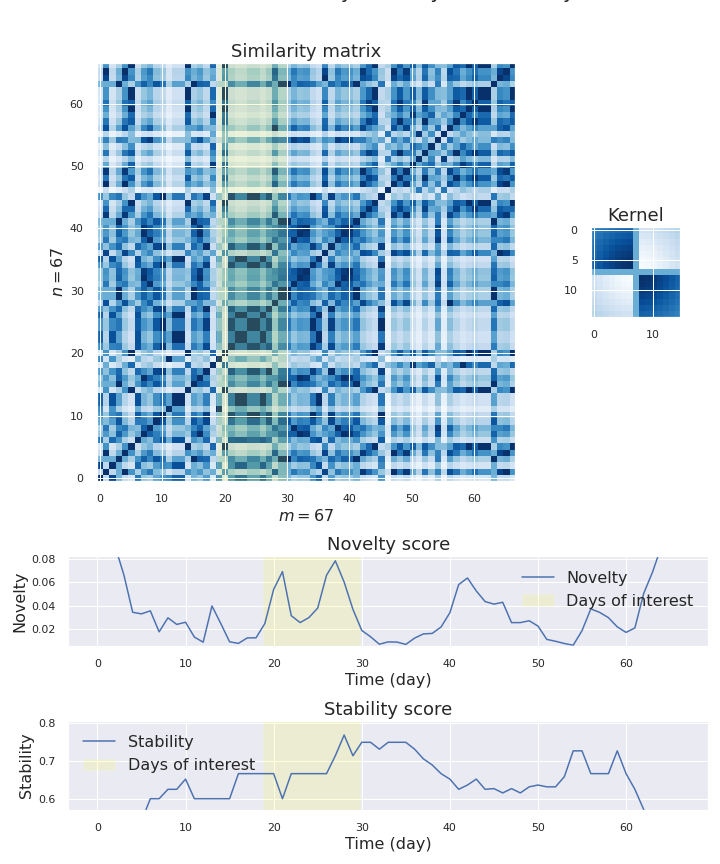 Similarity matrix
60
50
40
30
20
10
0
n = 67
0 10 20 30 40 50 60
m = 67
Kernel
0
5
10
0 10
Novelty score
0.08
0.06
0.04
0.02
Novelty
Novelty
Days of interest
0 10 20 30 40 50 60
Time (day)
Stability score
0.8
0.7
0.6
Stability
Stability
Days of interest
0 10 20 30 40 50 60
Time (day)